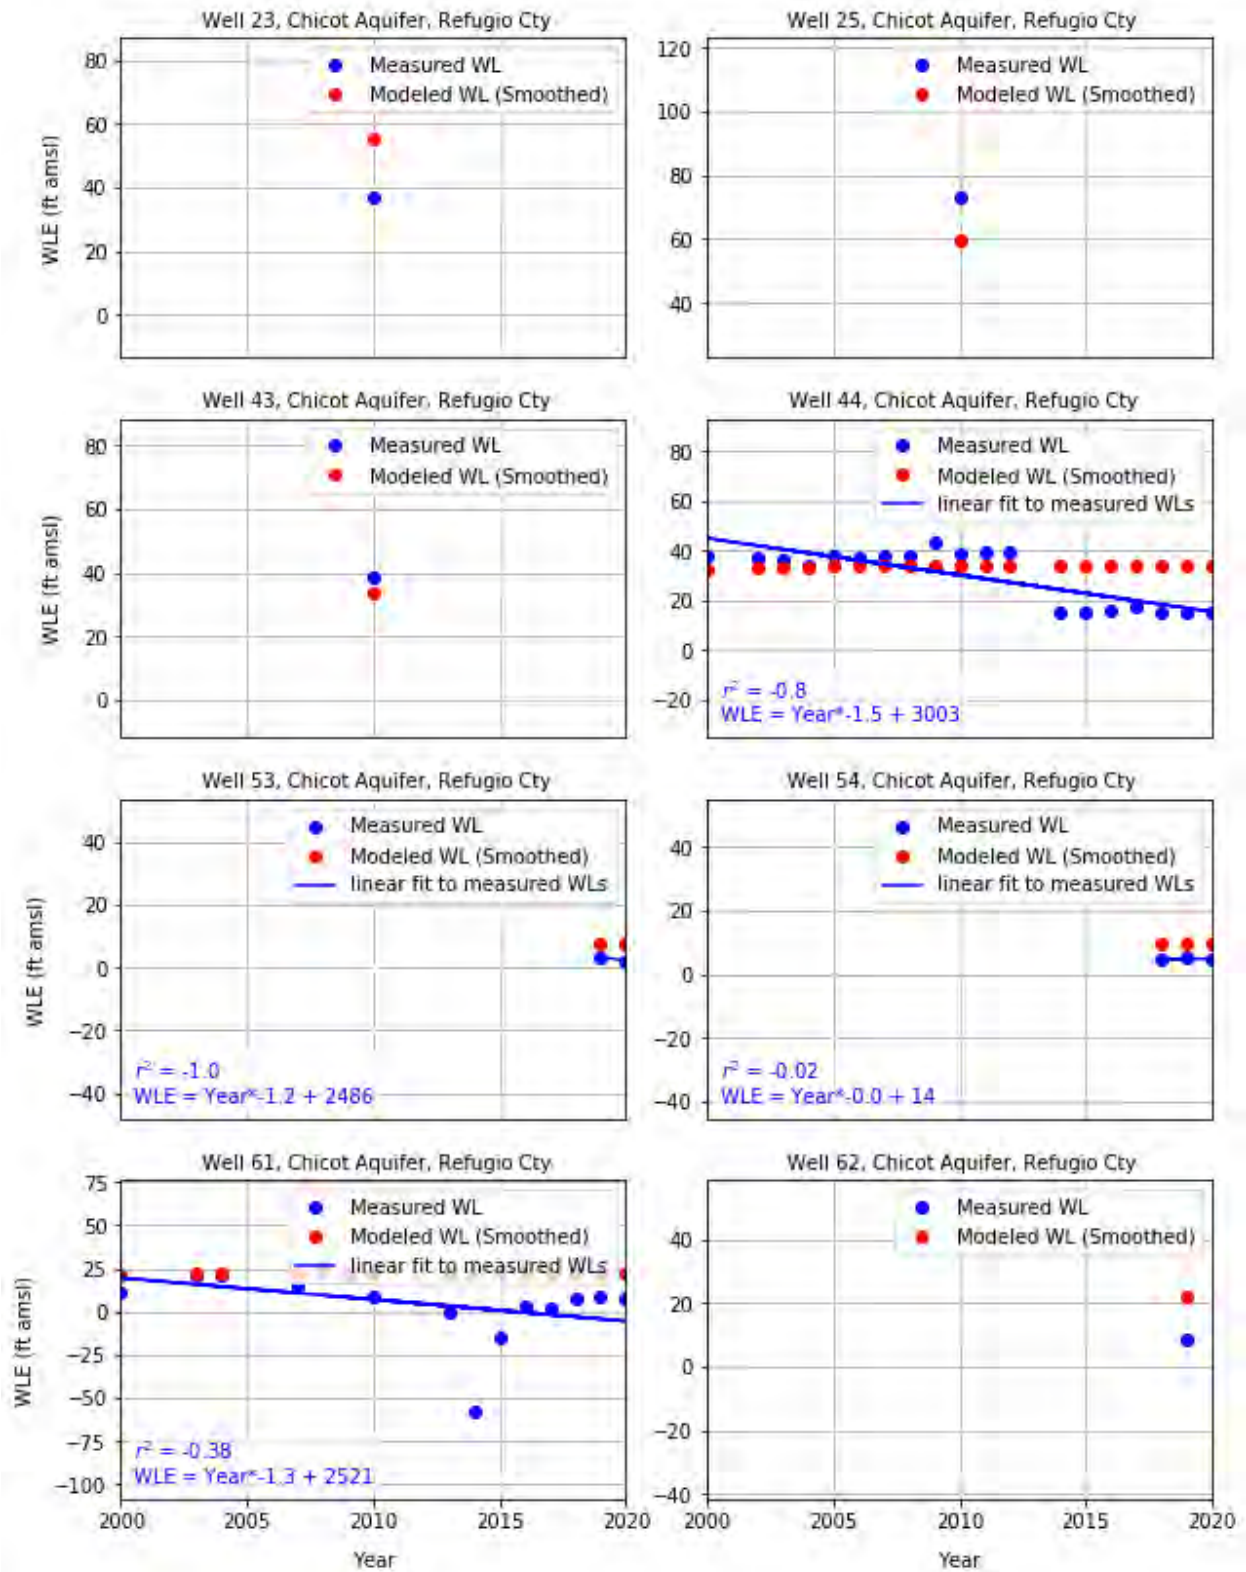 Well 23, Chicot Aquifer, Refugio Cty
Measured WL
Modeled WL (Smoothed)
80
60
40
20
0
WLE (ft amsl)
Well 25, Chicot Aquifer, Refugio Cty
Measured WL
Modeled WL (Smoothed)
120
100
80
60
40
Well 43, Chicot Aquifer, Refugio Cty
Measured WL
Modeled WL (Smoothed)
80
60
40
20
0
WLE (ft amsl)
Well 44, Chicot Aquifer, Refugio Cty
Measured WL
Modeled WL (Smoothed)
linear fit to measured WLs
80
60
40
20
0
−20
r² = -0.8
WLE = Year*-1.5 + 3003
Well 53, Chicot Aquifer, Refugio Cty
Measured WL
Modeled WL (Smoothed)
linear fit to measured WLs
40
20
0
−20
−40
WLE (ft amsl)
r² = -1.0
WLE = Year*-1.2 + 2486
Well 54, Chicot Aquifer, Refugio Cty
Measured WL
Modeled WL (Smoothed)
linear fit to measured WLs
40
20
0
−20
−40
r² = -0.02
WLE = Year*-0.0 + 14
Well 61, Chicot Aquifer, Refugio Cty
Measured WL
Modeled WL (Smoothed)
linear fit to measured WLs
75
50
25
0
−25
−50
−75
−100
WLE (ft amsl)
r² = -0.38
WLE = Year*-1.3 + 2521
2000 2005 2010 2015 2020
Year
Well 62, Chicot Aquifer, Refugio Cty
Measured WL
Modeled WL (Smoothed)
40
20
0
−20
−40
2000 2005 2010 2015 2020
Year